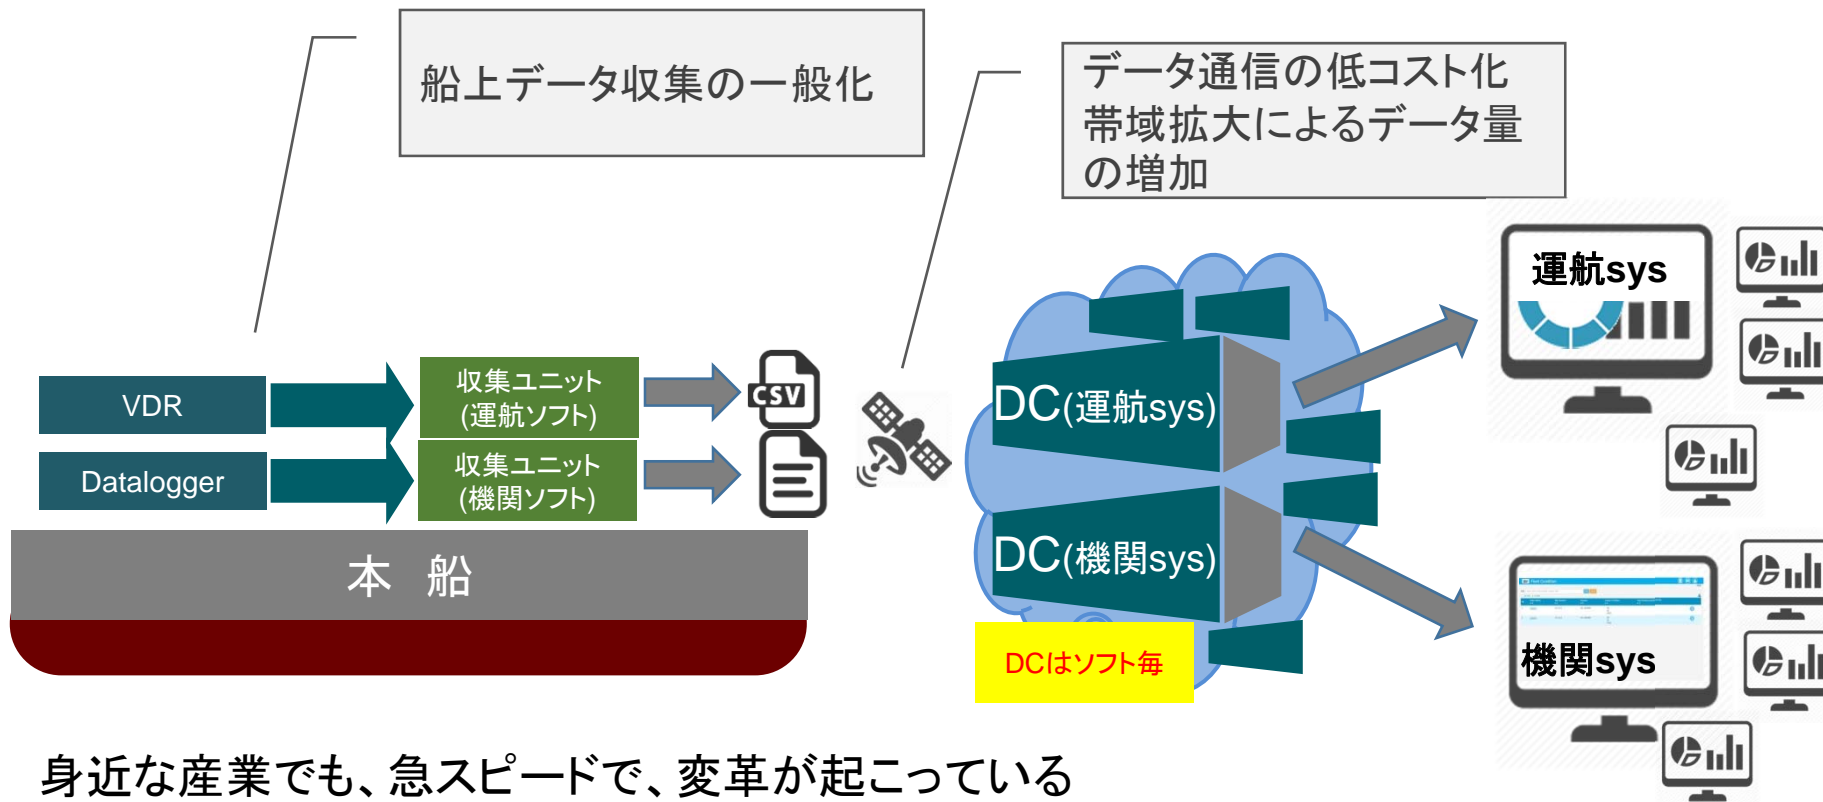 船上データ収集の一般化
データ通信の低コスト化
帯域拡大によるデータ量
の増加
VDR
収集ユニット
(運航ソフト)
CSV
Datalogger
収集ユニット
(機関ソフト)
本 船
DC(運航sys)
DC(機関sys)
DCはソフト毎
運航sys
機関sys
身近な産業でも、急スピードで、変革が起こっている